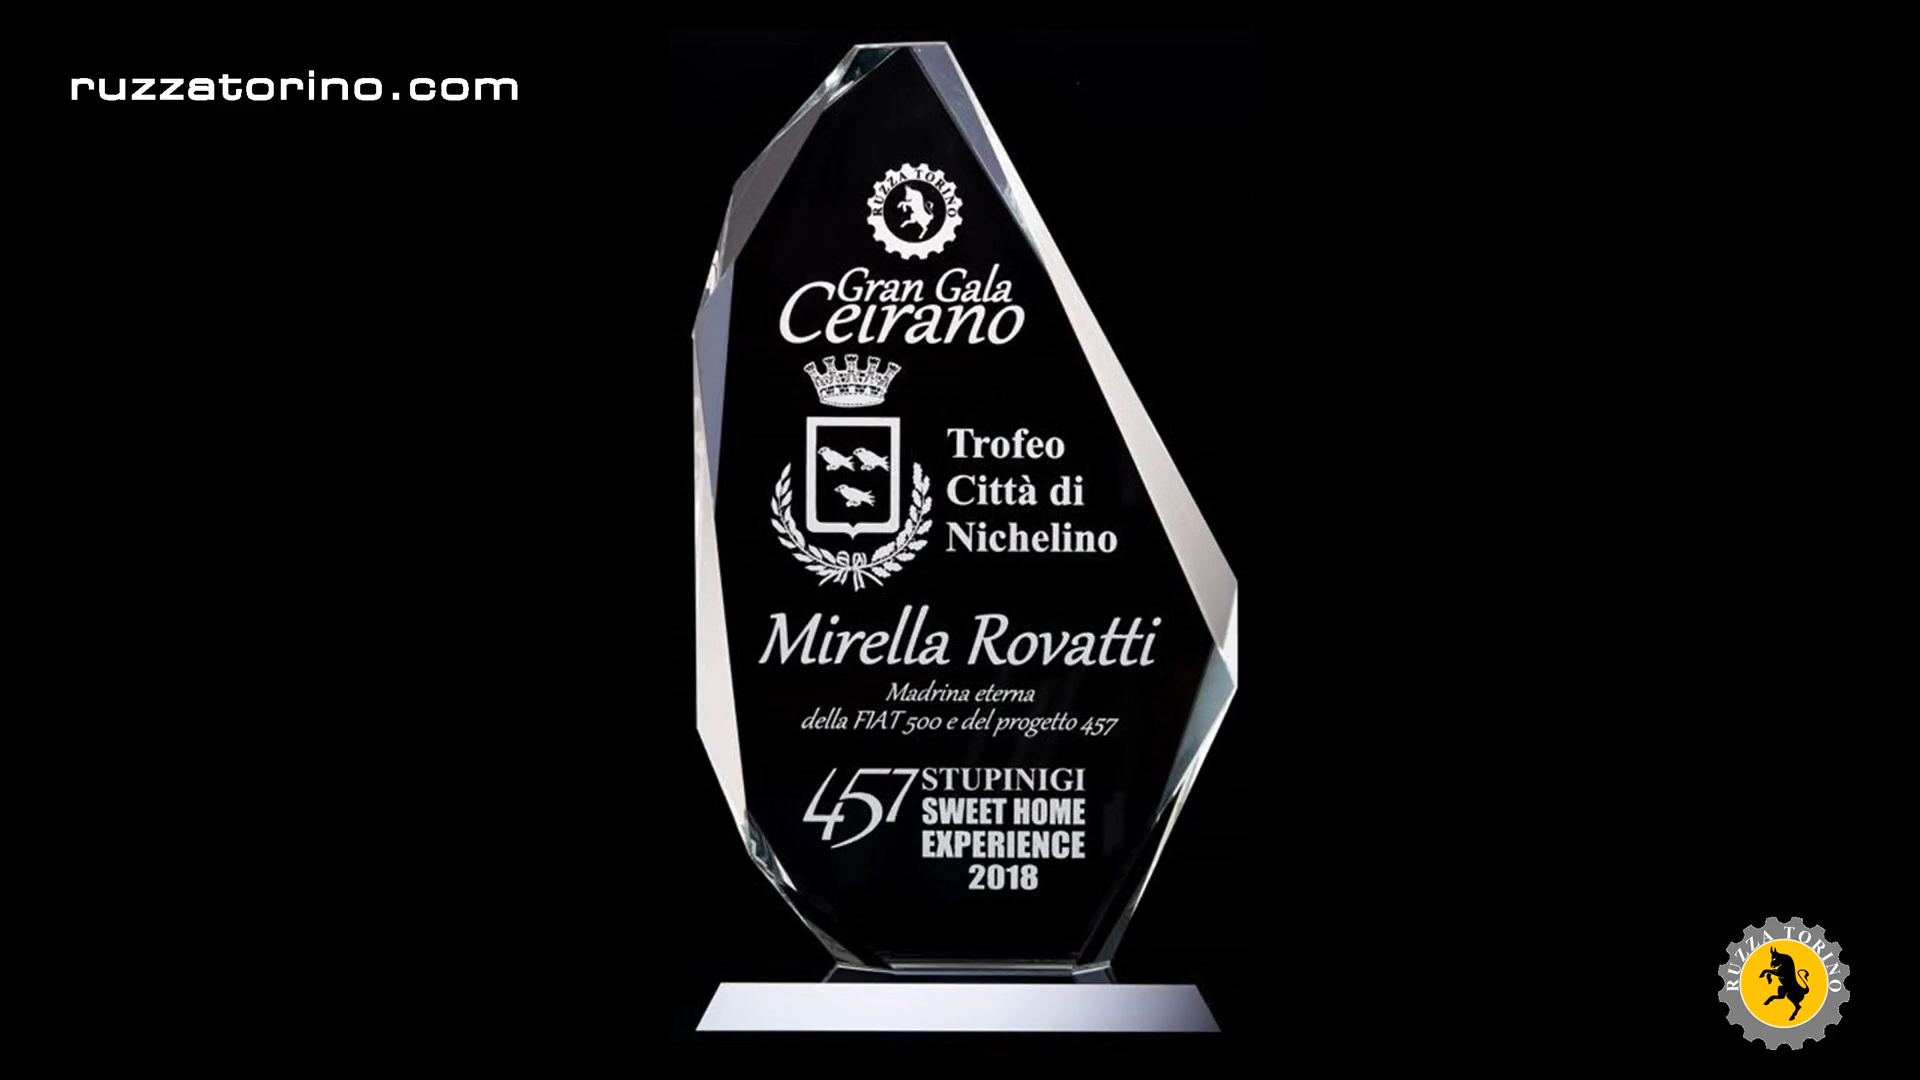 ruzzatorino.com
RUZZA TORINO
Gran Gala
Ceirano
Trofeo
Città di
Nichelino
Mirella Rovatti
Madrina eterna
della FIAT 500 e del progetto 457
457 STUPINIGI
SWEET HOME
EXPERIENCE
2018
RUZZA TORINO